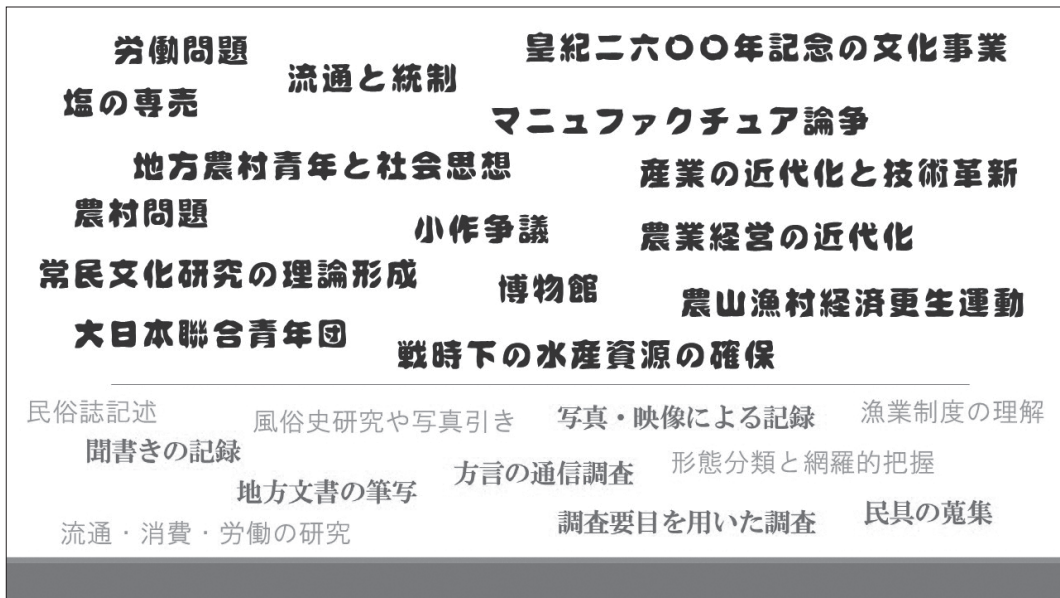 労働問題
皇紀二六〇〇年記念の文化事業
流通と統制
塩の専売
マニュファクチュア論争
地方農村青年と社会思想
産業の近代化と技術革新
農村問題
小作争議
農業経営の近代化
常民文化研究の理論形成
博物館
農山漁村経済更生運動
大日本聯合青年団
戦時下の水産資源の確保
民俗誌記述
風俗史研究や写真引き
写真・映像による記録
漁業制度の理解
聞書きの記録
方言の通信調査
形態分類と網羅的把握
地方文書の筆写
民具の蒐集
流通・消費・労働の研究
調査要目を用いた調査